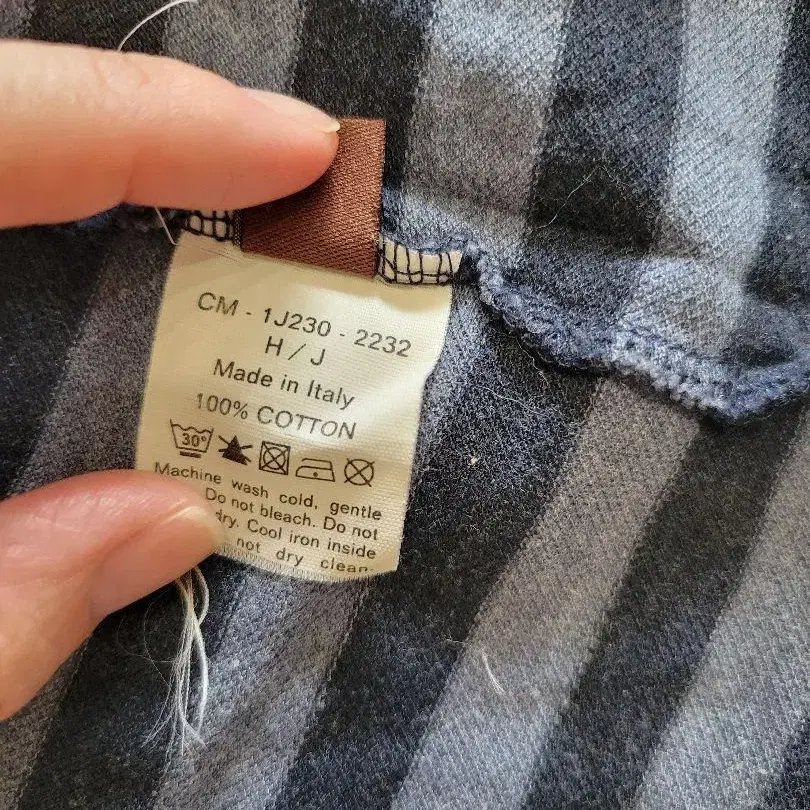 CM - 1J230 - 2232
H / J
Made in Italy
100% COTTON
30°
Machine wash cold, gentle
Do not bleach. Do not
dry. Cool iron inside
not dry clean.